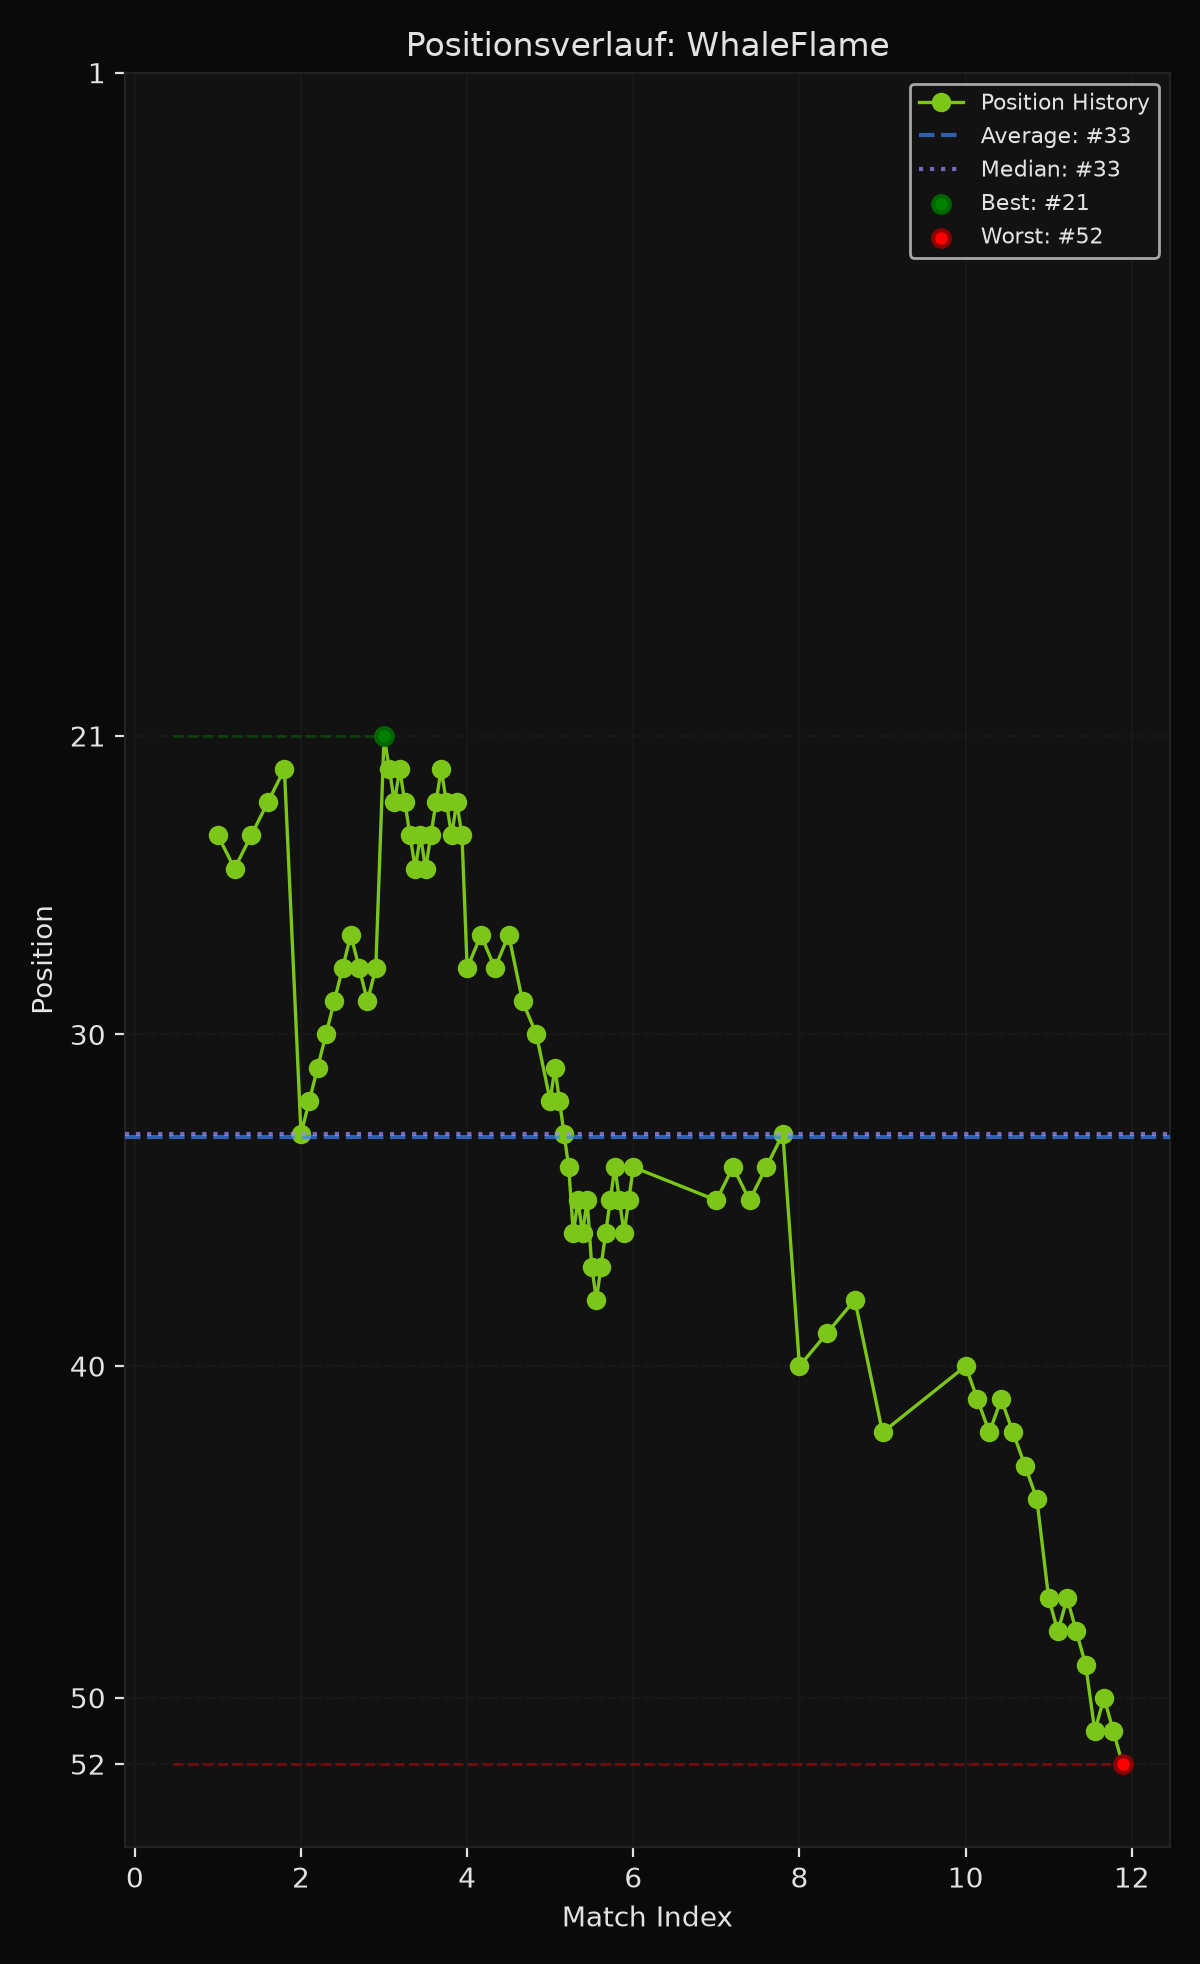 Positionsverlauf: WhaleFlame
Position History
Average: #33
Median: #33
Best: #21
Worst: #52
Position
1
21
30
40
50
52
0 2 4 6 8 10 12
Match Index